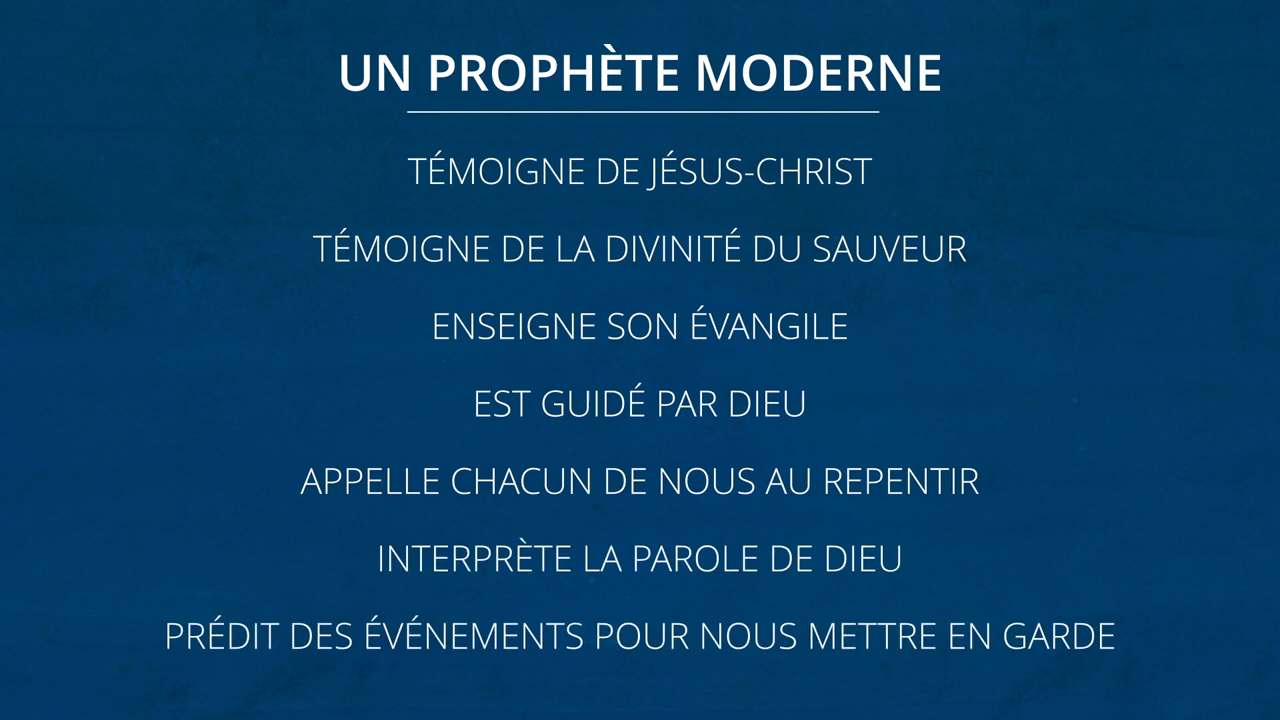 UN PROPHÈTE MODERNE
TÉMOIGNE DE JÉSUS-CHRIST
TÉMOIGNE DE LA DIVINITÉ DU SAUVEUR
ENSEIGNE SON ÉVANGILE
EST GUIDÉ PAR DIEU
APPELLE CHACUN DE NOUS AU REPENTIR
INTERPRÈTE LA PAROLE DE DIEU
PRÉDIT DES ÉVÉNEMENTS POUR NOUS METTRE EN GARDE